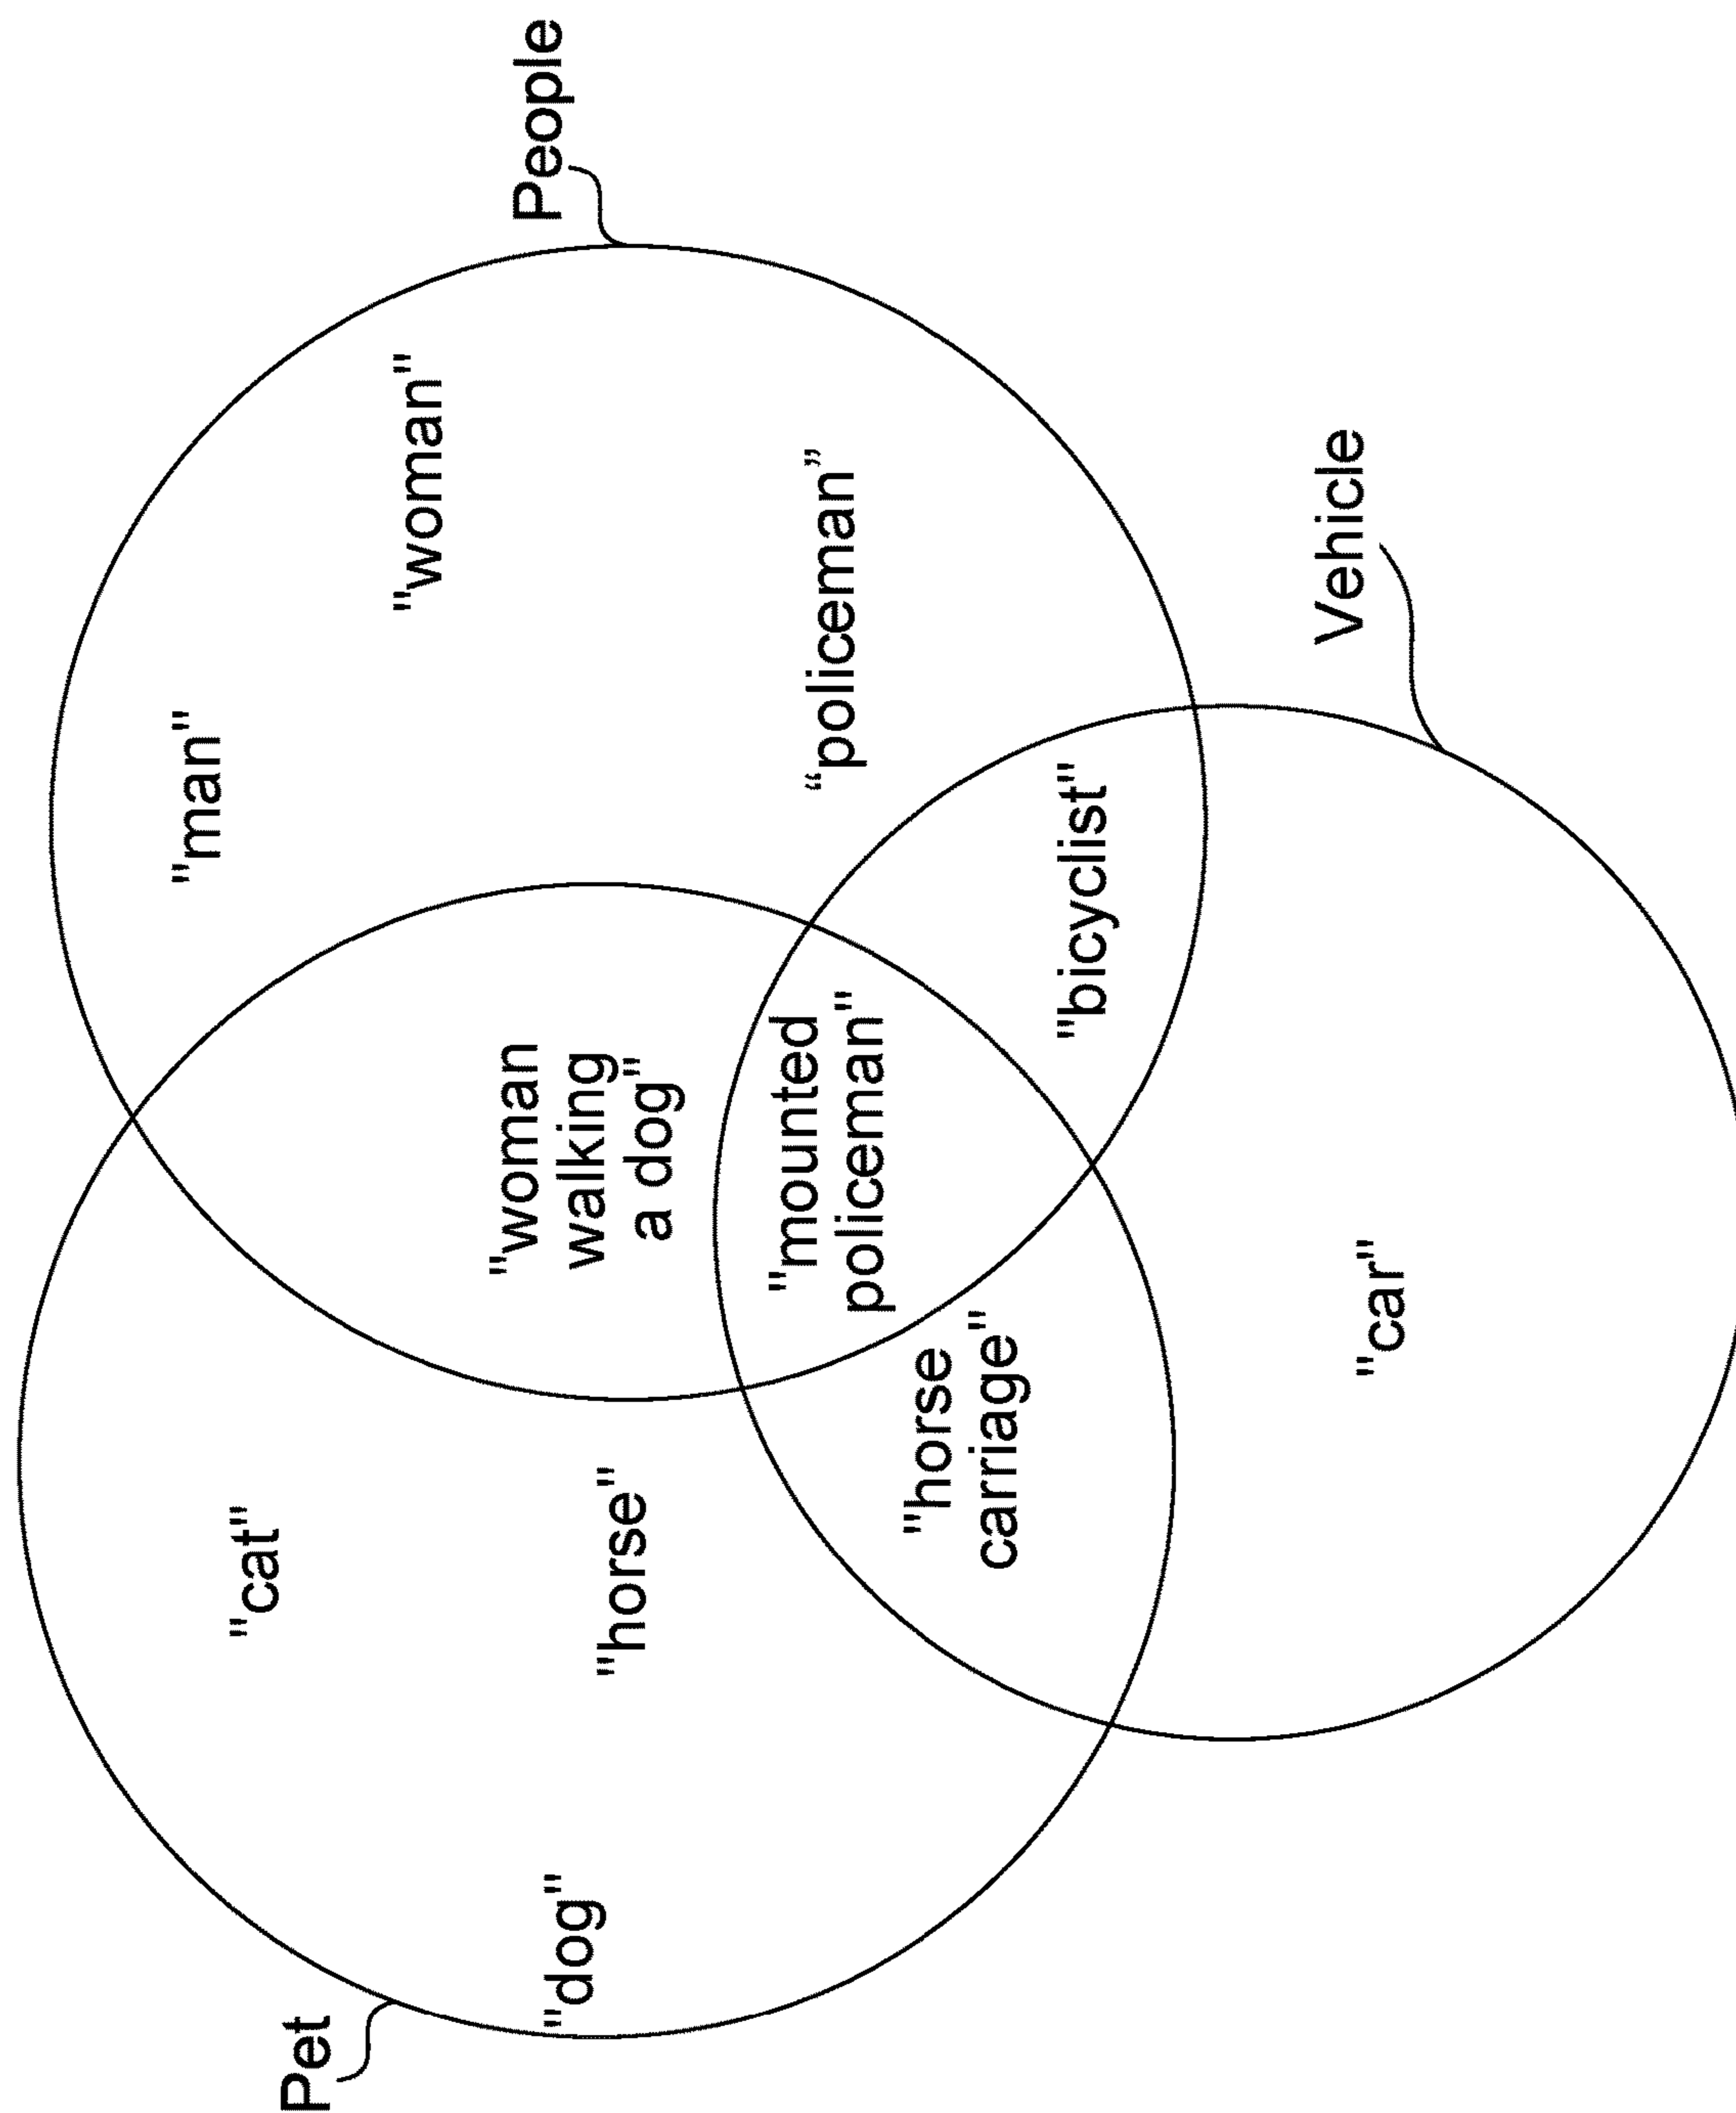 Pet
People
"cat"
"man"
"dog"
"horse"
"woman
walking
a dog"
"woman"
"mounted
policeman"
“policeman”
"horse
carriage"
"bicyclist"
"car"
Vehicle